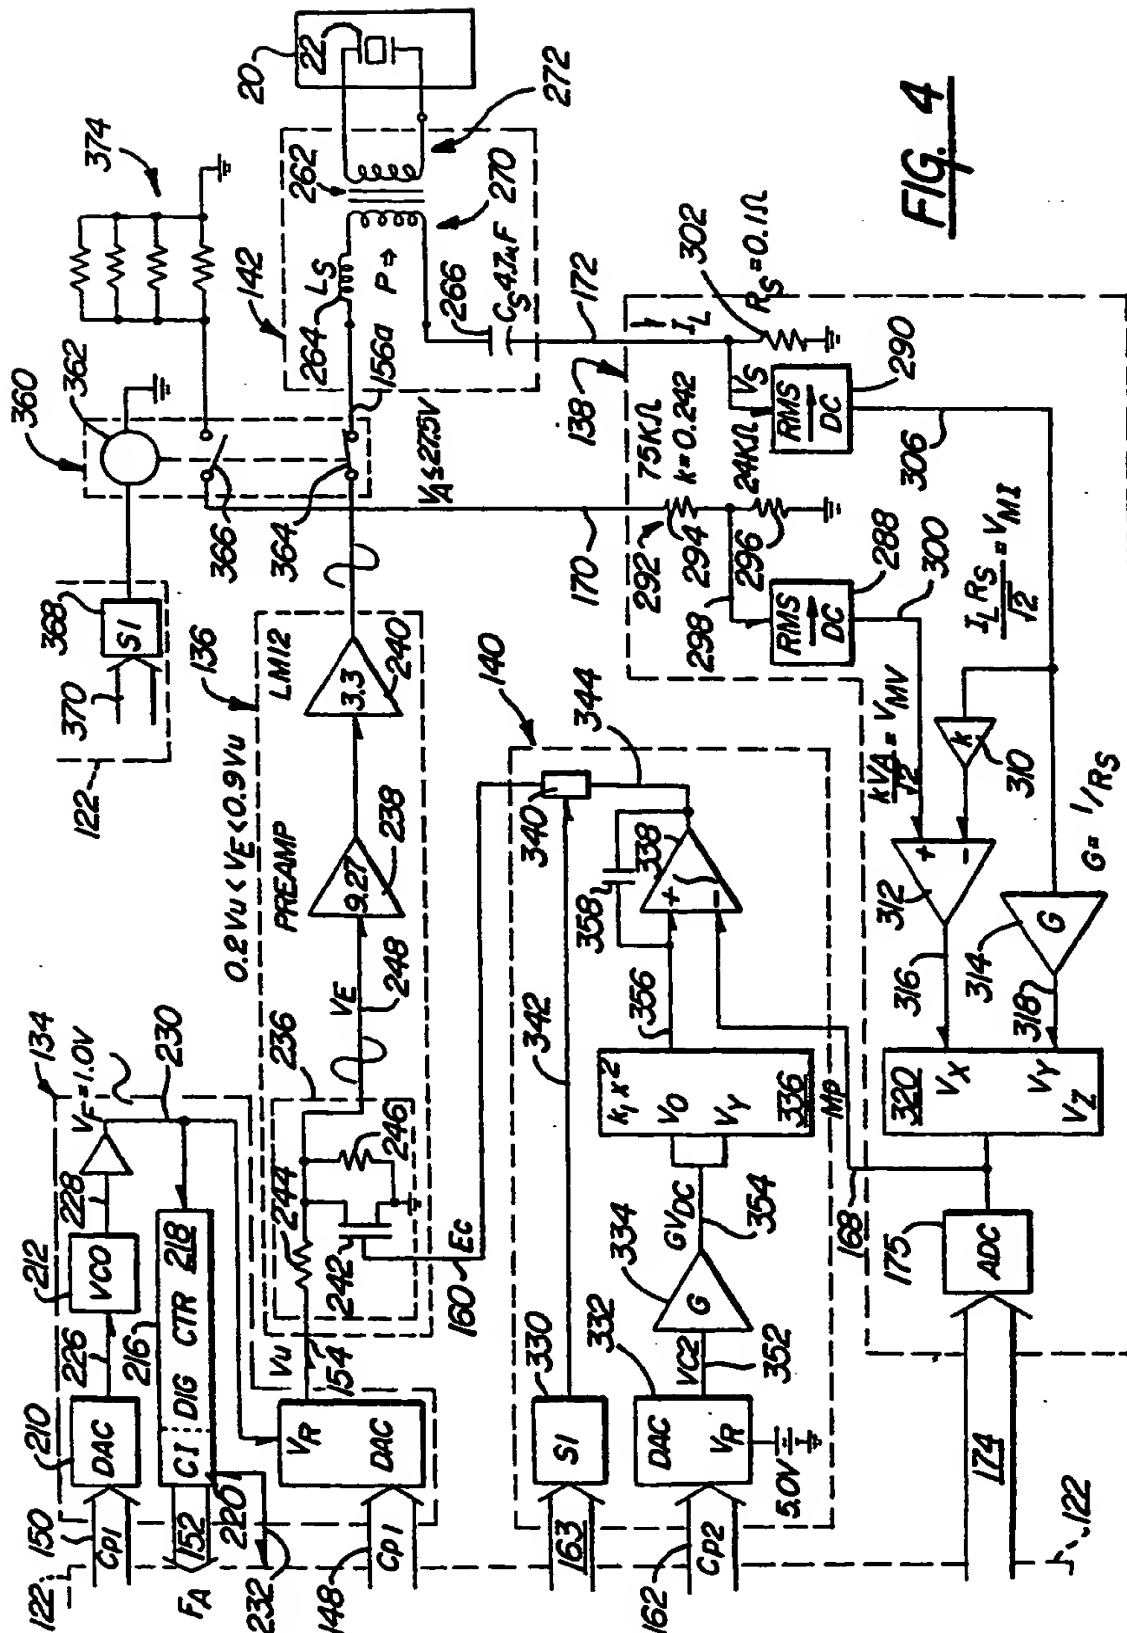 20
22
374
272
262
270
142
264
LS
P ⇒
266
CS 4.7uF
172
156a
360
362
366
364
VA ≤ 27.5V
170
368
SI
370
122
136
LM12
3.3
240
0.2Vu < VE < 0.9Vu
PREAMP
9.27
238
VE
248
236
246
244
242
EC
160
134
VF = 1.0V
230
228
212
VCO
226
210
DAC
150
CP1
122
216
DIG CTR 218
CI
220
152
FA
232
Vu
154
VR
DAC
CP1
148
138
IL
302
RS = 0.1Ω
VS
RMS
DC
290
306
75KΩ
k = 0.242
24KΩ
292
294
296
298
RMS
DC
288
300
IL RS = VMI
√2
kVA = VMV
√2
k
310
+
−
312
316
G = 1/RS
G
314
318
320
VX
VY
VZ
168
175
ADC
174
122
140
340
344
342
338
+
−
358
356
k1X²
VO
VY
336
MP
GVDC
354
G
334
VC2
352
332
DAC
VR
5.0V
330
SI
163
CP2
162
FIG. 4